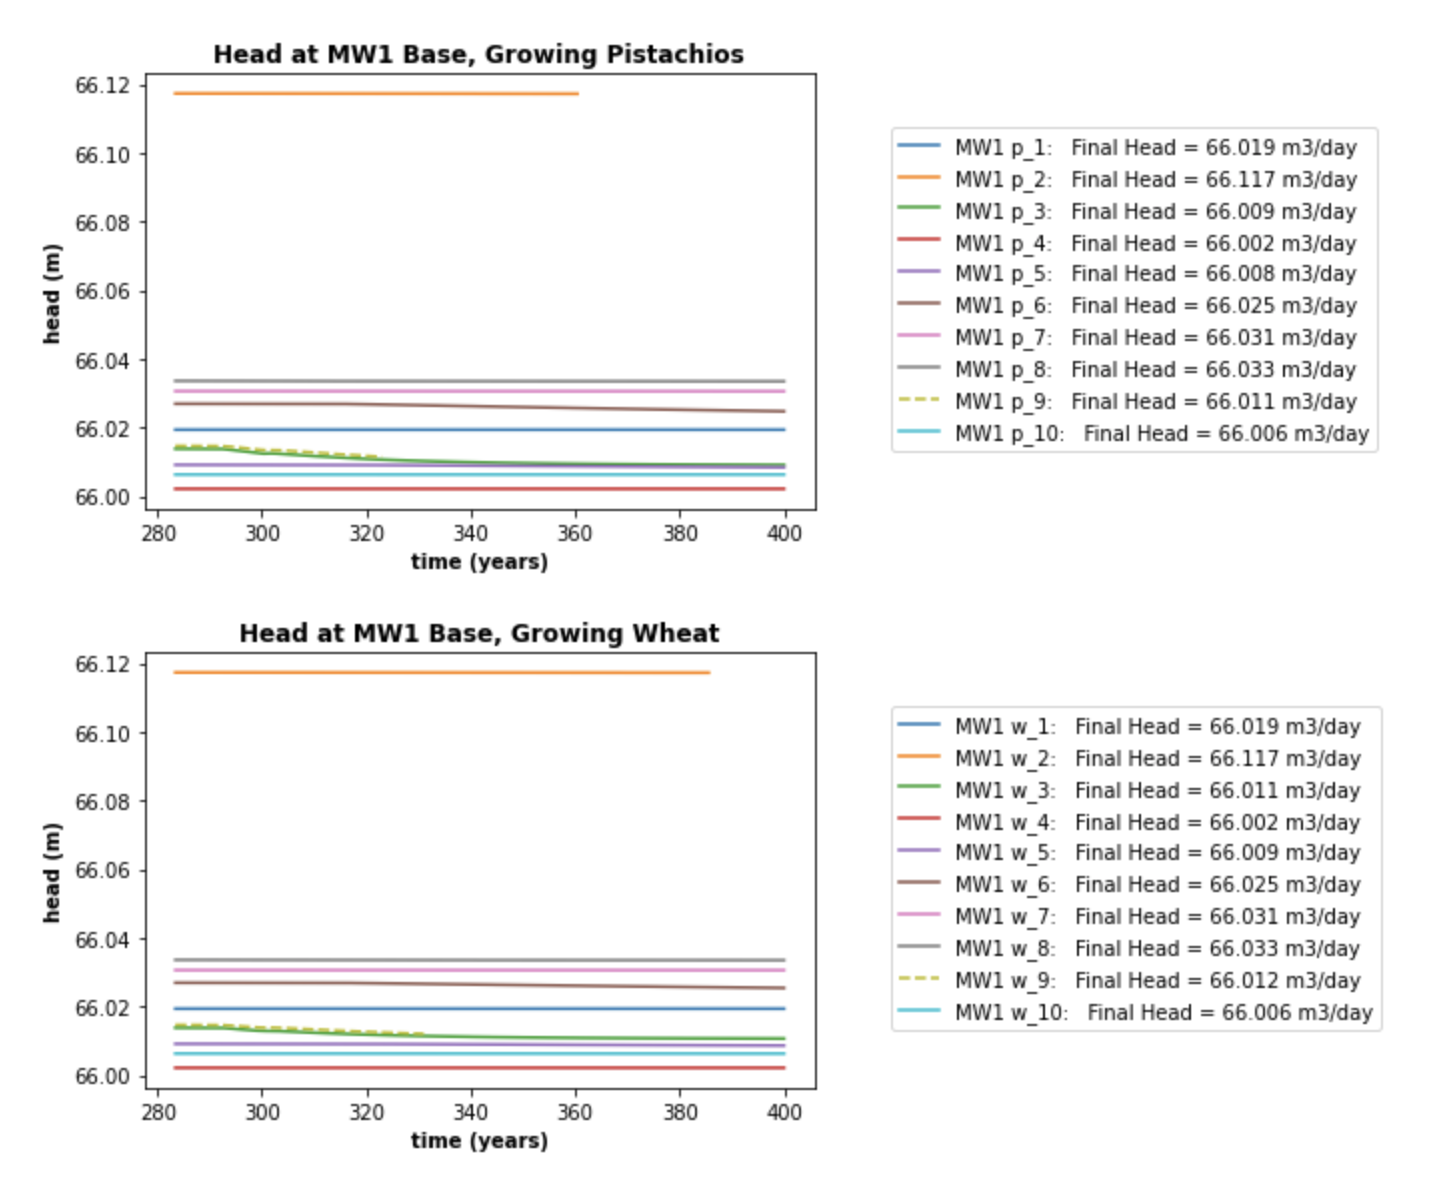 Head at MW1 Base, Growing Pistachios
66.12
66.10
66.08
66.06
66.04
66.02
66.00
head (m)
280 300 320 340 360 380 400
time (years)
MW1 p_1: Final Head = 66.019 m3/day
MW1 p_2: Final Head = 66.117 m3/day
MW1 p_3: Final Head = 66.009 m3/day
MW1 p_4: Final Head = 66.002 m3/day
MW1 p_5: Final Head = 66.008 m3/day
MW1 p_6: Final Head = 66.025 m3/day
MW1 p_7: Final Head = 66.031 m3/day
MW1 p_8: Final Head = 66.033 m3/day
MW1 p_9: Final Head = 66.011 m3/day
MW1 p_10: Final Head = 66.006 m3/day
Head at MW1 Base, Growing Wheat
66.12
66.10
66.08
66.06
66.04
66.02
66.00
head (m)
280 300 320 340 360 380 400
time (years)
MW1 w_1: Final Head = 66.019 m3/day
MW1 w_2: Final Head = 66.117 m3/day
MW1 w_3: Final Head = 66.011 m3/day
MW1 w_4: Final Head = 66.002 m3/day
MW1 w_5: Final Head = 66.009 m3/day
MW1 w_6: Final Head = 66.025 m3/day
MW1 w_7: Final Head = 66.031 m3/day
MW1 w_8: Final Head = 66.033 m3/day
MW1 w_9: Final Head = 66.012 m3/day
MW1 w_10: Final Head = 66.006 m3/day